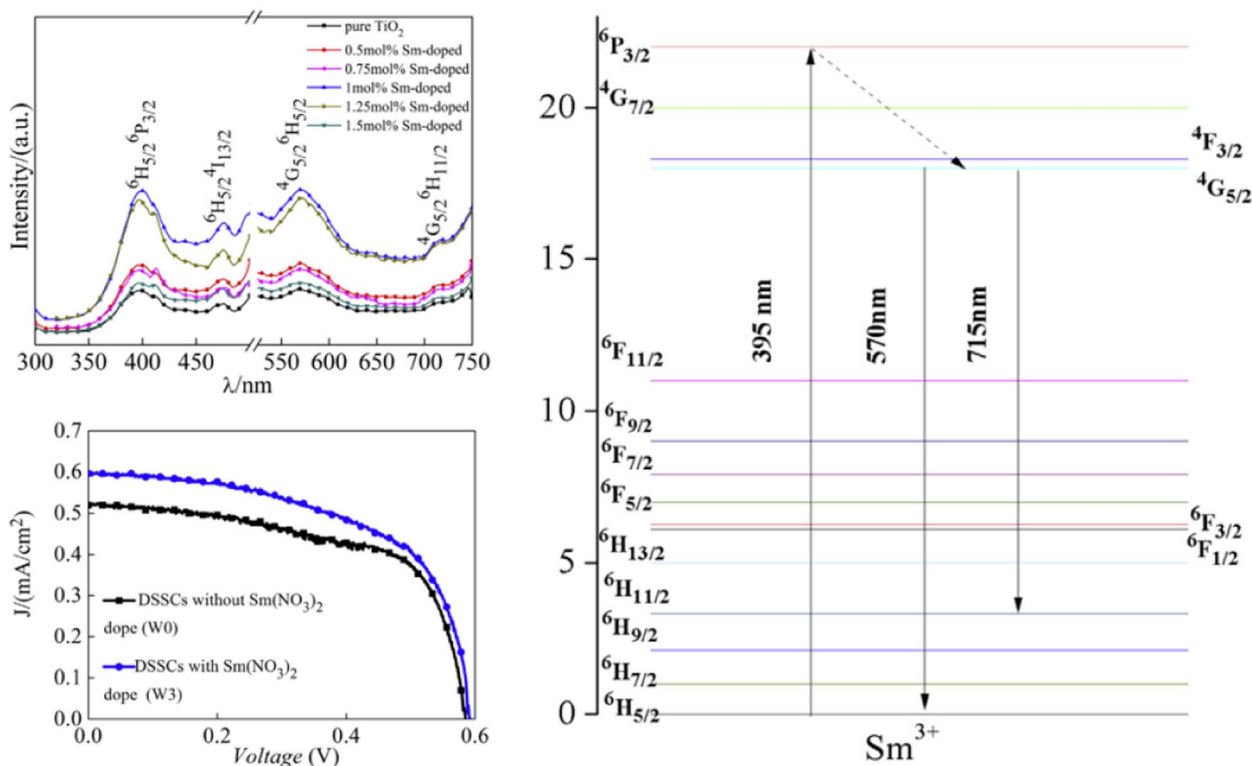 pure TiO2
0.5mol% Sm-doped
0.75mol% Sm-doped
1mol% Sm-doped
1.25mol% Sm-doped
1.5mol% Sm-doped
6H5/2 6P3/2
6H5/2 4I13/2
4G5/2 6H5/2
4G5/2 6H11/2
Intensity/(a.u.)
300 350 400 450 550 600 650 700 750
λ/nm
0.7
0.6
0.5
0.4
0.3
0.2
0.1
0.0
J/(mA/cm2)
DSSCs without Sm(NO3)2
dope (W0)
DSSCs with Sm(NO3)2
dope (W3)
0.0 0.2 0.4 0.6
Voltage (V)
20
15
10
5
0
6P3/2
4G7/2
4F3/2
4G5/2
395 nm
570nm
715nm
6F11/2
6F9/2
6F7/2
6F5/2
6F3/2
6H13/2
6F1/2
6H11/2
6H9/2
6H7/2
6H5/2
Sm3+